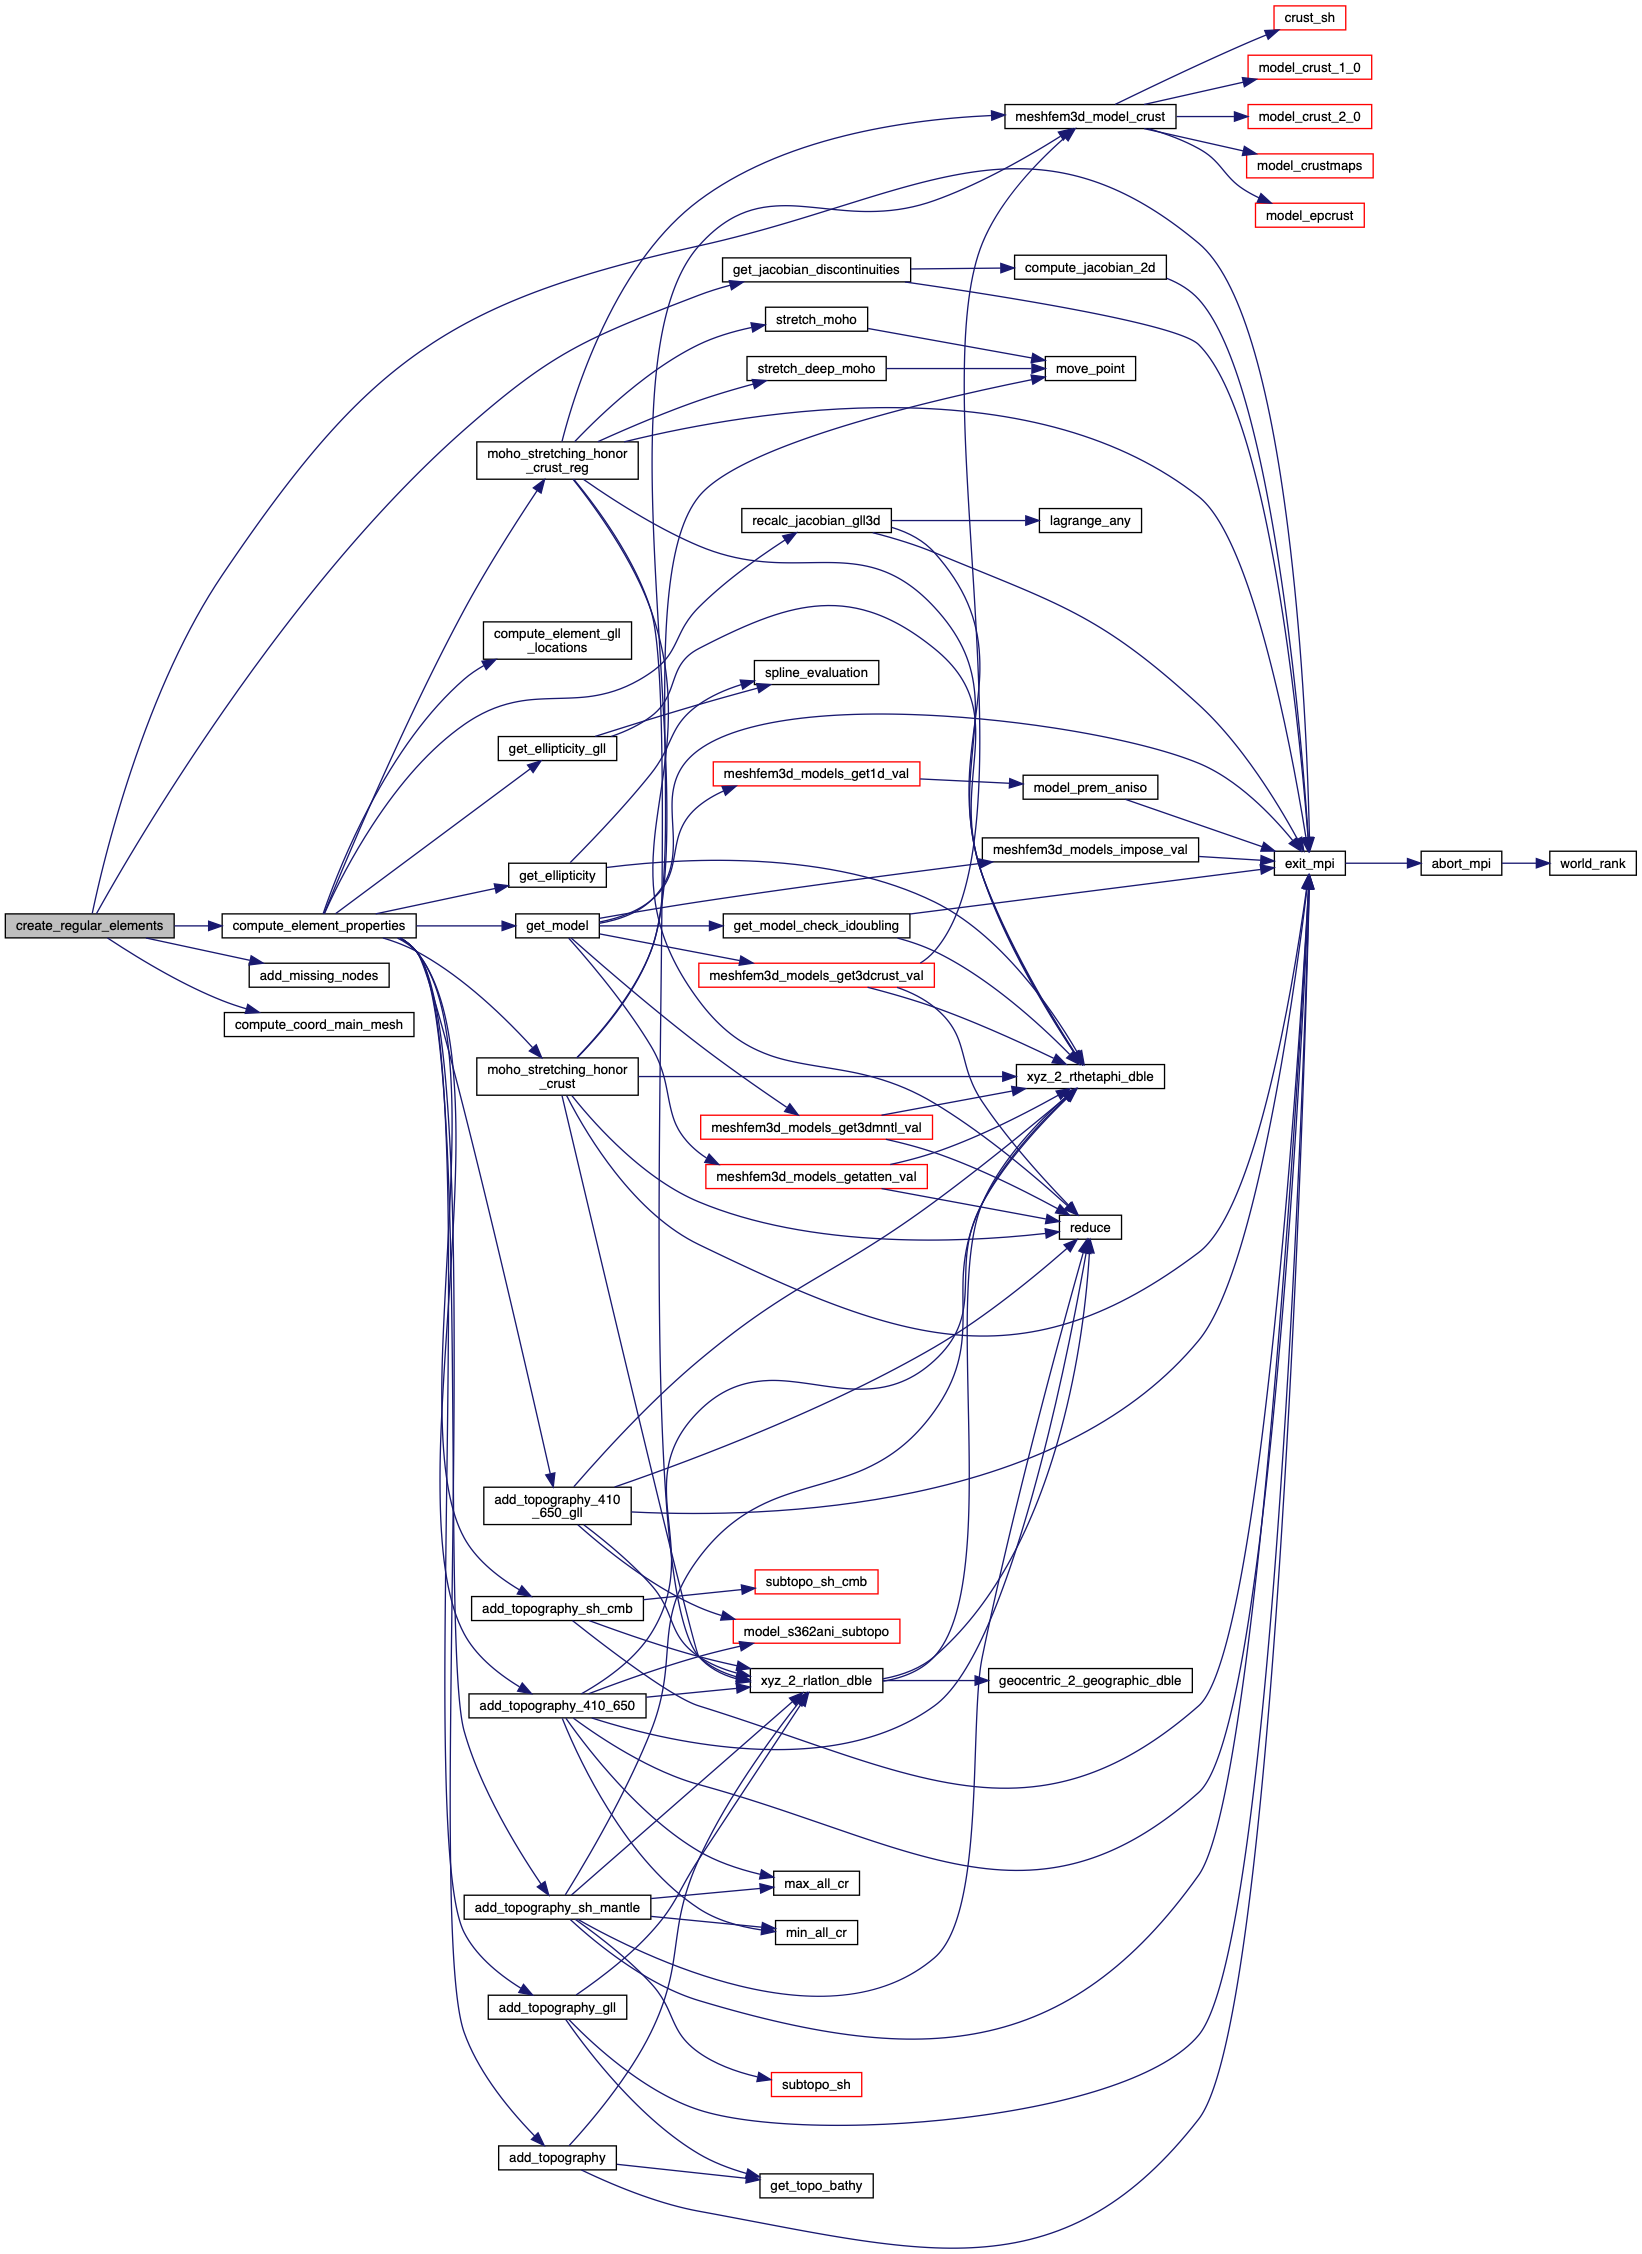 crust_sh
model_crust_1_0
meshfem3d_model_crust
model_crust_2_0
model_crustmaps
model_epcrust
get_jacobian_discontinuities
compute_jacobian_2d
stretch_moho
stretch_deep_moho
move_point
moho_stretching_honor
_crust_reg
recalc_jacobian_gll3d
lagrange_any
compute_element_gll
_locations
spline_evaluation
get_ellipticity_gll
meshfem3d_models_get1d_val
model_prem_aniso
meshfem3d_models_impose_val
exit_mpi
abort_mpi
world_rank
get_ellipticity
create_regular_elements
compute_element_properties
get_model
get_model_check_idoubling
add_missing_nodes
meshfem3d_models_get3dcrust_val
compute_coord_main_mesh
moho_stretching_honor
_crust
xyz_2_rthetaphi_dble
meshfem3d_models_get3dmntl_val
meshfem3d_models_getatten_val
reduce
add_topography_410
_650_gll
subtopo_sh_cmb
add_topography_sh_cmb
model_s362ani_subtopo
xyz_2_rlatlon_dble
geocentric_2_geographic_dble
add_topography_410_650
max_all_cr
add_topography_sh_mantle
min_all_cr
add_topography_gll
subtopo_sh
add_topography
get_topo_bathy